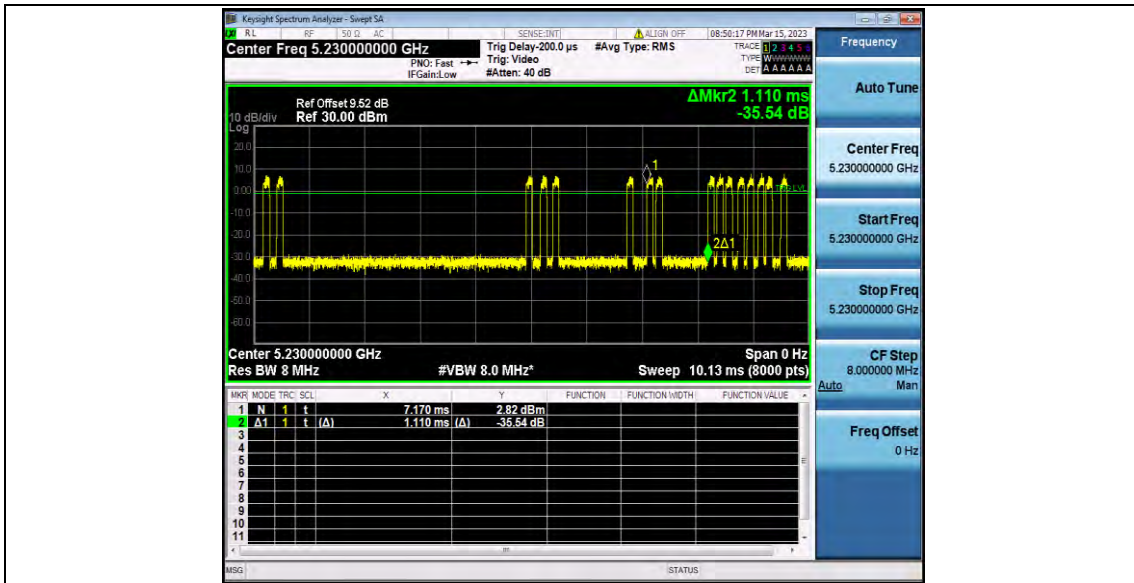 Keysight Spectrum Analyzer - Swept SA
RL RF 50 Ω AC SENSE:INT ALIGN OFF 08:50:17 PM Mar 15, 2023
Center Freq 5.230000000 GHz
PNO: Fast
IFGain:Low
Trig Delay-200.0 µs
Trig: Video
#Atten: 40 dB
#Avg Type: RMS
TRACE 1 2 3 4 5 6
TYPE WWWWWW
DET A A A A A A
ΔMkr2 1.110 ms
-35.54 dB
Ref Offset 9.52 dB
10 dB/div Ref 30.00 dBm
Log
20.0
10.0
0.00
-10.0
-20.0
-30.0
-40.0
-50.0
-60.0
1
TRIG LVL
2Δ1
Center 5.230000000 GHz Span 0 Hz
Res BW 8 MHz #VBW 8.0 MHz* Sweep 10.13 ms (8000 pts)
MKR MODE TRC SCL X Y FUNCTION FUNCTION WIDTH FUNCTION VALUE
1 N 1 t 7.170 ms 2.82 dBm
2 Δ1 1 t (Δ) 1.110 ms (Δ) -35.54 dB
3
4
5
6
7
8
9
10
11
MSG STATUS
Frequency
Auto Tune
Center Freq
5.230000000 GHz
Start Freq
5.230000000 GHz
Stop Freq
5.230000000 GHz
CF Step
8.000000 MHz
Auto Man
Freq Offset
0 Hz